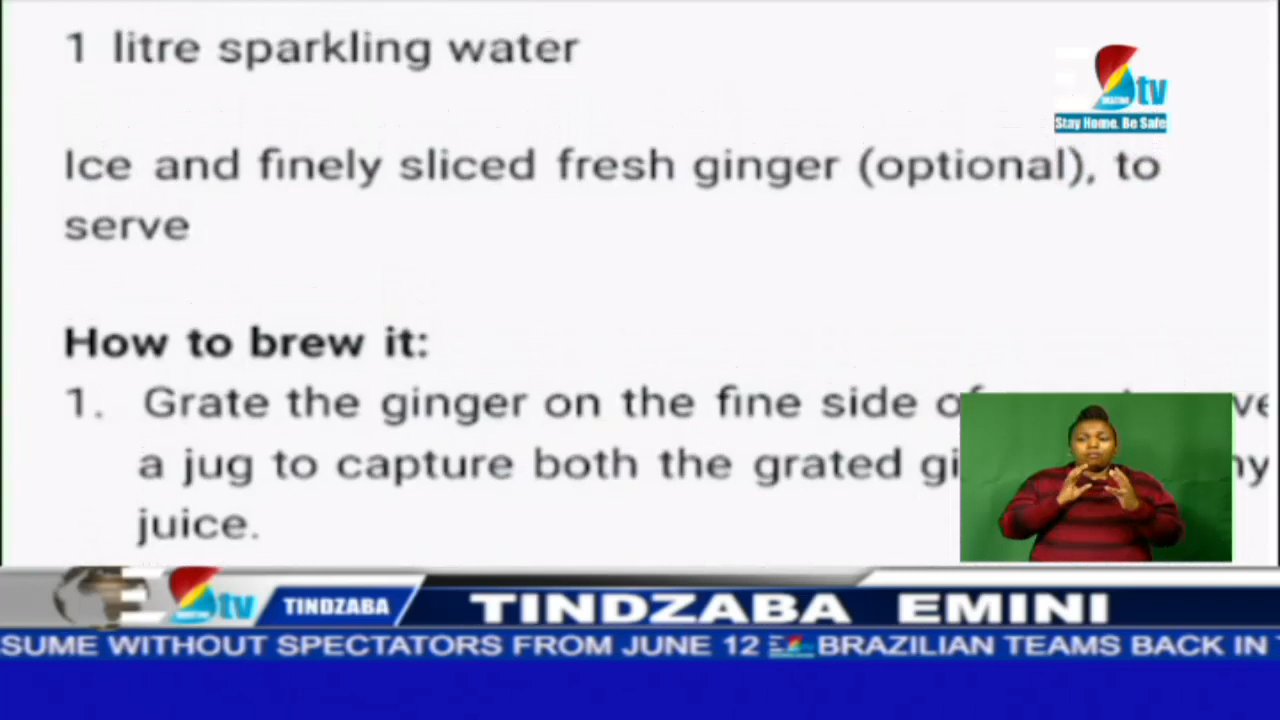 1 litre sparkling water
tv
Stay Home. Be Safe
Ice and finely sliced fresh ginger (optional), to
serve
How to brew it:
1. Grate the ginger on the fine side
a jug to capture both the grated
juice.
tv TINDZABA TINDZABA EMINI
SUME WITHOUT SPECTATORS FROM JUNE 12 BRAZILIAN TEAMS BACK IN